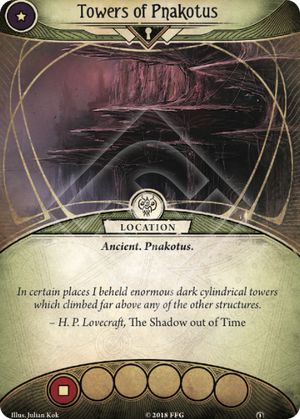 Towers of Pnakotus
LOCATION
Ancient. Pnakotus.
In certain places I beheld enormous dark cylindrical towers
which climbed far above any of the other structures.
– H. P. Lovecraft, The Shadow out of Time
Illus. Julian Kok
© 2018 FFG